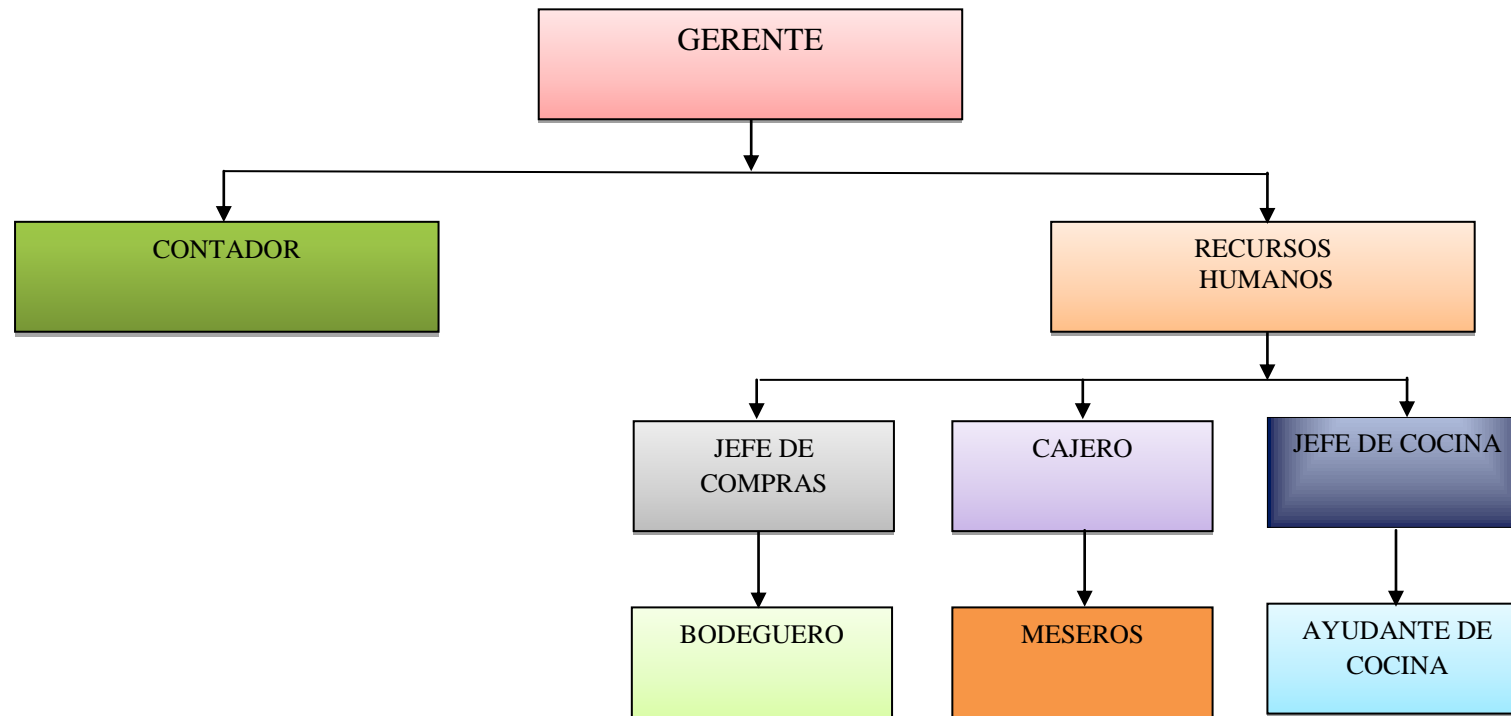 GERENTE
CONTADOR
RECURSOS
HUMANOS
JEFE DE
COMPRAS
CAJERO
JEFE DE COCINA
BODEGUERO
MESEROS
AYUDANTE DE
COCINA